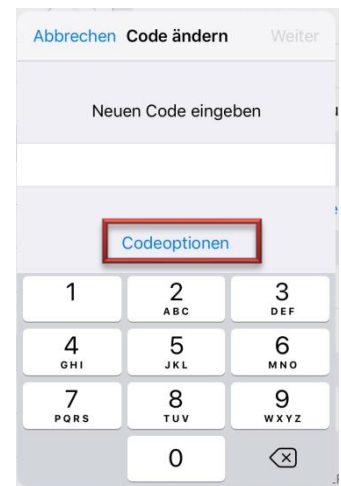 Abbrechen Code ändern Weiter
Neuen Code eingeben
Codeoptionen
1 2 3
ABC DEF
4 5 6
GHI JKL MNO
7 8 9
PQRS TUV WXYZ
0